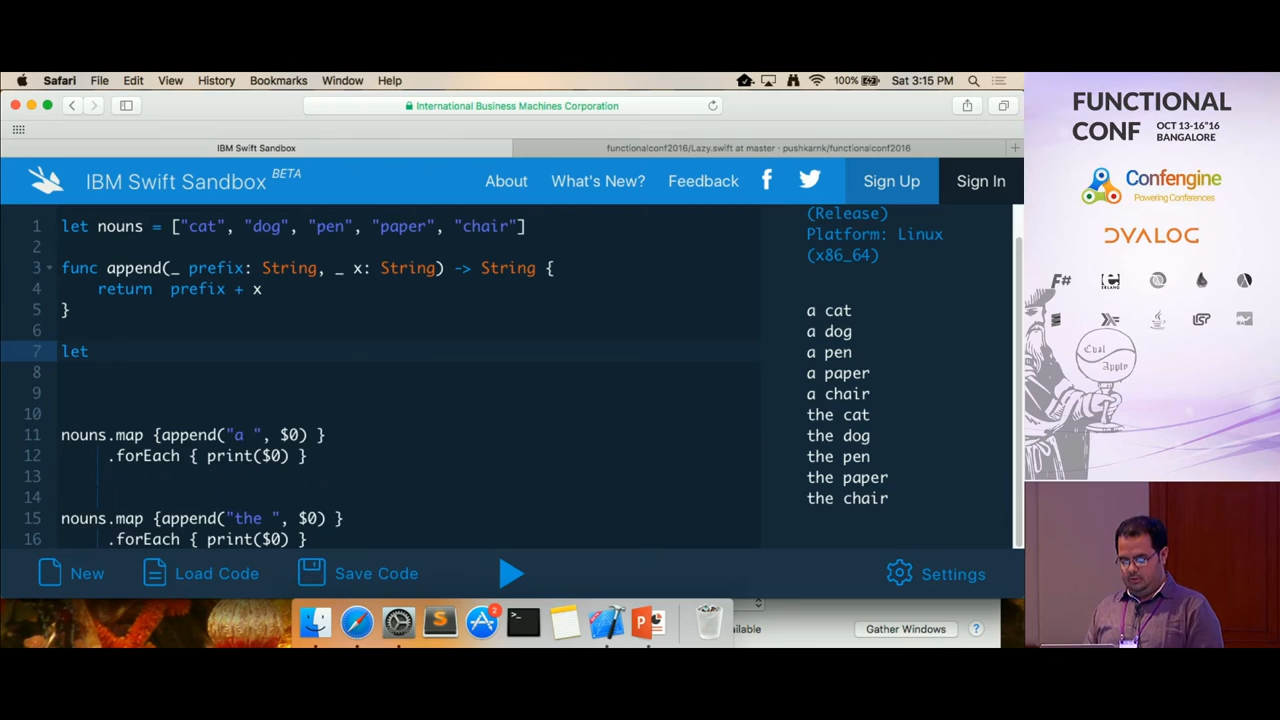 Safari File Edit View History Bookmarks Window Help 100% Sat 3:15 PM
International Business Machines Corporation
IBM Swift Sandbox
functionalconf2016/Lazy.swift at master · pushkarnk/functionalconf2016
IBM Swift Sandbox BETA
About What's New? Feedback Sign Up Sign In
1 let nouns = ["cat", "dog", "pen", "paper", "chair"]
2
3 func append(_ prefix: String, _ x: String) -> String {
4 return prefix + x
5 }
6
7 let
8
9
10
11 nouns.map {append("a ", $0) }
12 .forEach { print($0) }
13
14
15 nouns.map {append("the ", $0) }
16 .forEach { print($0) }
(Release)
Platform: Linux
(x86_64)
a cat
a dog
a pen
a paper
a chair
the cat
the dog
the pen
the paper
the chair
New Load Code Save Code Settings
2
ailable
Gather Windows ?
FUNCTIONAL
CONF OCT 13-16"16
BANGALORE
Confengine
Powering Conferences
DYALOG
F#
ERLANG
Eval
Apply